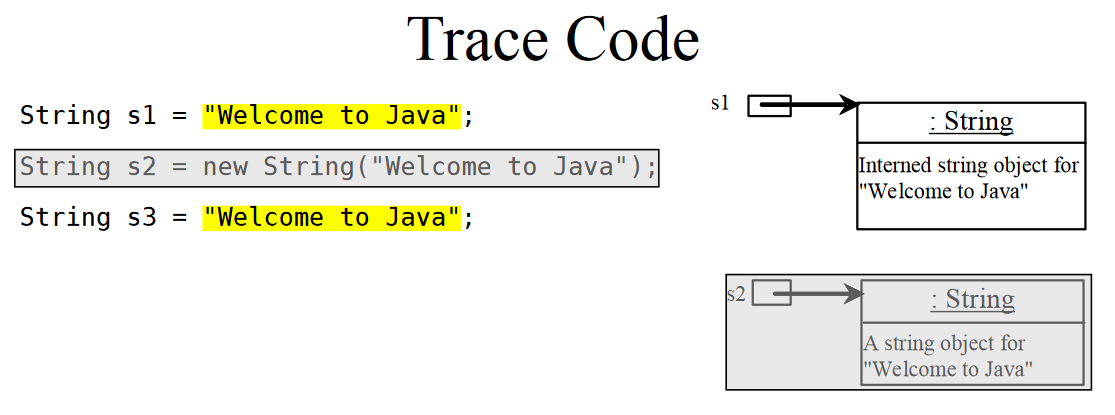 Trace Code
String s1 = "Welcome to Java";
String s2 = new String("Welcome to Java");
String s3 = "Welcome to Java";
s1
: String
Interned string object for
"Welcome to Java"
s2
: String
A string object for
"Welcome to Java"